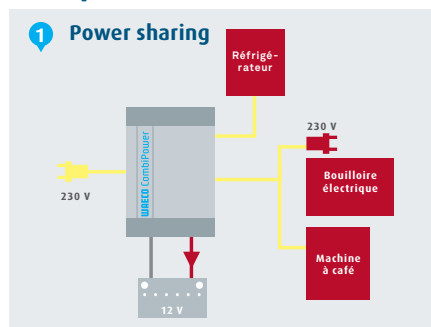 1 Power sharing
Réfrigé-
rateur
230 V
230 V
WAECO CombiPower
Bouilloire
électrique
Machine
à café
12 V